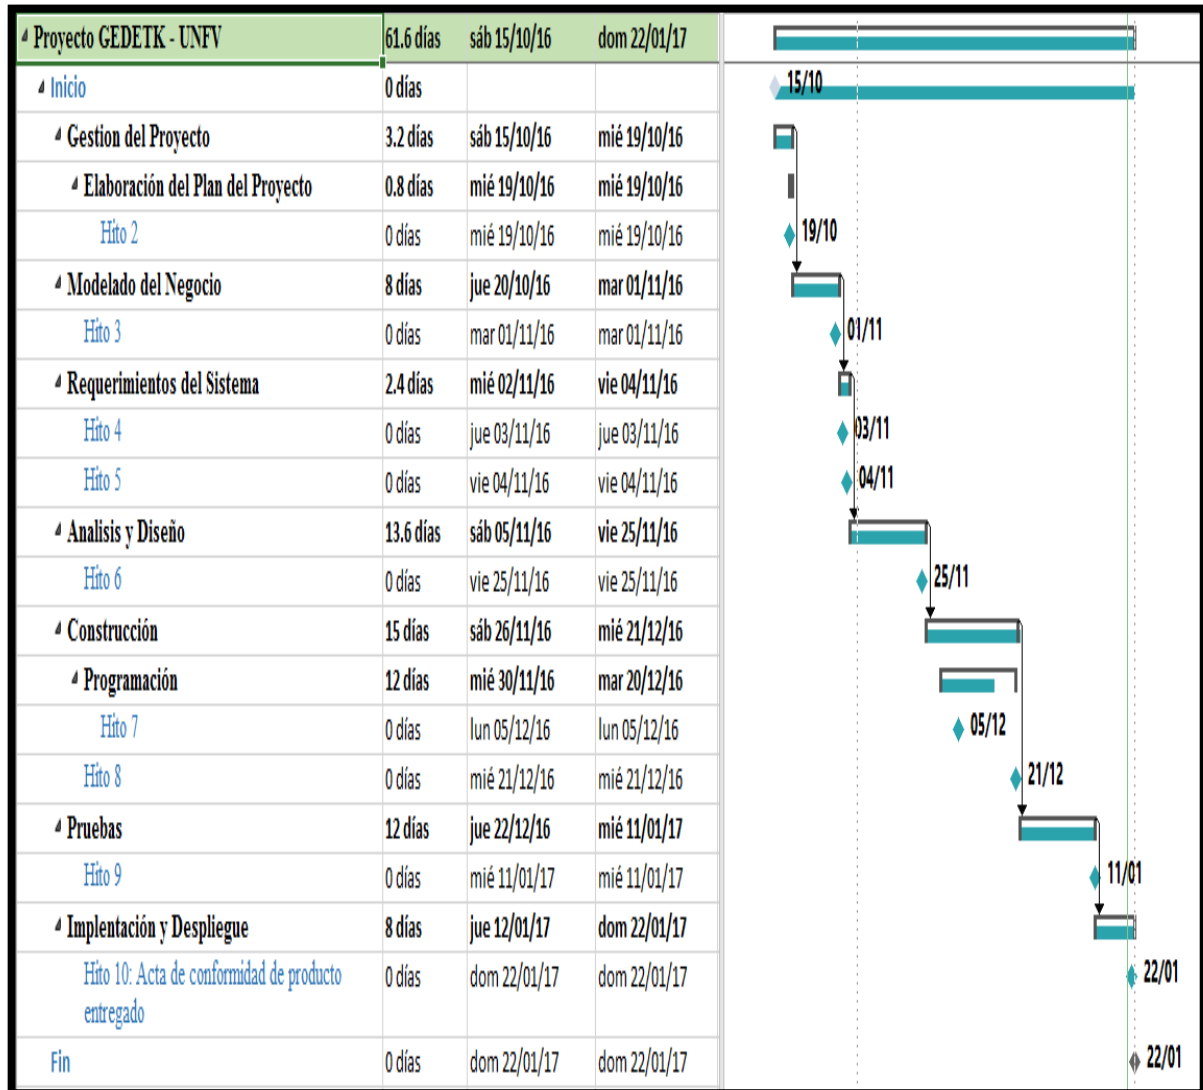 Proyecto GEDETK - UNFV 61.6 días sáb 15/10/16 dom 22/01/17
Inicio 0 días 15/10
Gestion del Proyecto 3.2 días sáb 15/10/16 mié 19/10/16
Elaboración del Plan del Proyecto 0.8 días mié 19/10/16 mié 19/10/16
Hito 2 0 días mié 19/10/16 mié 19/10/16 19/10
Modelado del Negocio 8 días jue 20/10/16 mar 01/11/16
Hito 3 0 días mar 01/11/16 mar 01/11/16 01/11
Requerimientos del Sistema 2.4 días mié 02/11/16 vie 04/11/16
Hito 4 0 días jue 03/11/16 jue 03/11/16 03/11
Hito 5 0 días vie 04/11/16 vie 04/11/16 04/11
Analisis y Diseño 13.6 días sáb 05/11/16 vie 25/11/16
Hito 6 0 días vie 25/11/16 vie 25/11/16 25/11
Construcción 15 días sáb 26/11/16 mié 21/12/16
Programación 12 días mié 30/11/16 mar 20/12/16
Hito 7 0 días lun 05/12/16 lun 05/12/16 05/12
Hito 8 0 días mié 21/12/16 mié 21/12/16 21/12
Pruebas 12 días jue 22/12/16 mié 11/01/17
Hito 9 0 días mié 11/01/17 mié 11/01/17 11/01
Implentación y Despliegue 8 días jue 12/01/17 dom 22/01/17
Hito 10: Acta de conformidad de producto 0 días dom 22/01/17 dom 22/01/17 22/01
entregado
Fin 0 días dom 22/01/17 dom 22/01/17 22/01